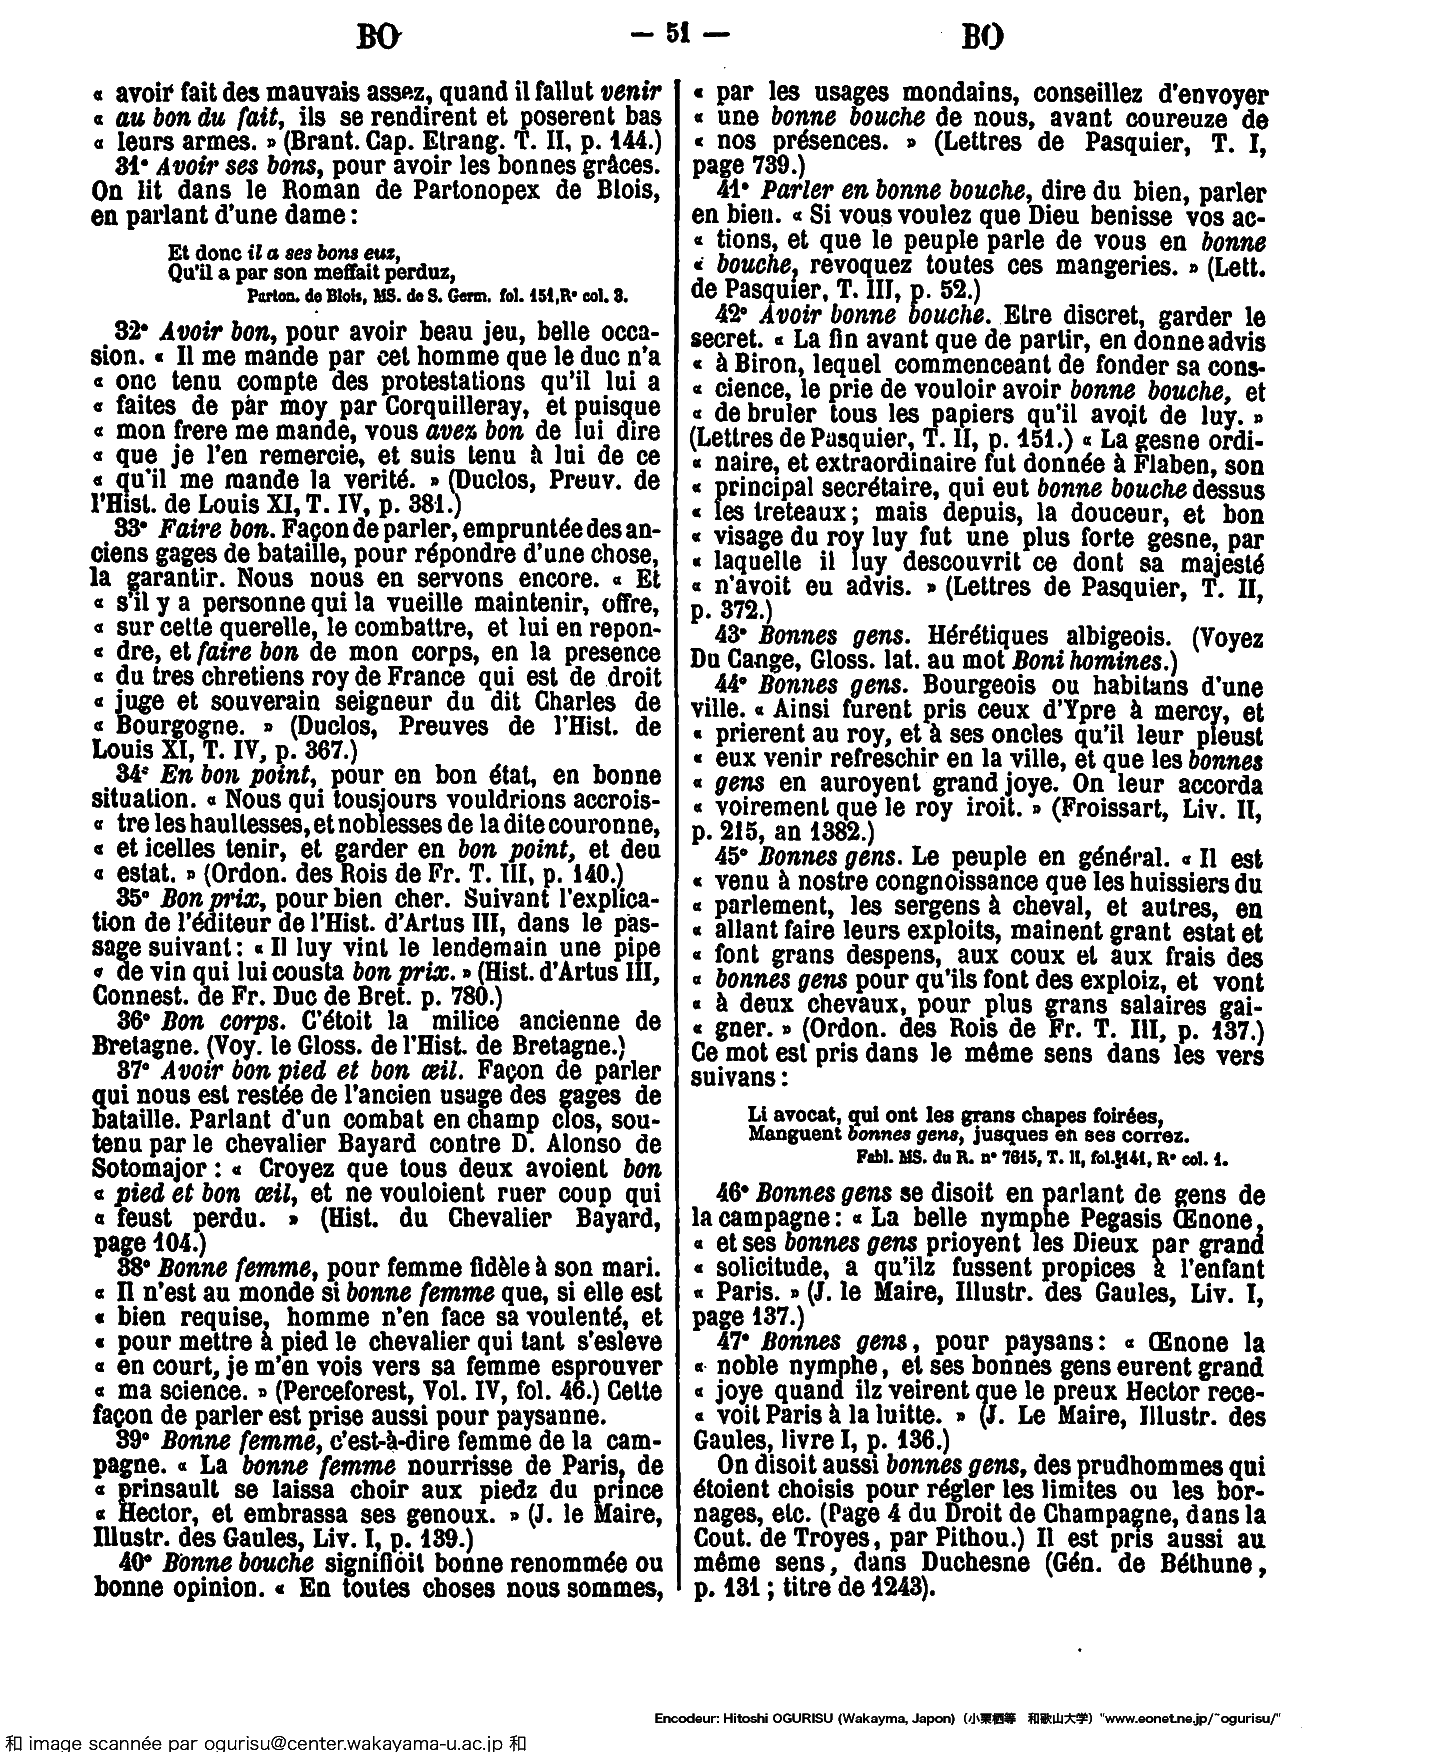 BO — 51 — BO
« avoir fait des mauvais assez, quand il fallut venir
« au bon du fait, ils se rendirent et poserent bas
« leurs armes. » (Brant. Cap. Etrang. T. II, p. 144.)
31° Avoir ses bons, pour avoir les bonnes grâces.
On lit dans le Roman de Partonopex de Blois,
en parlant d'une dame :
Et donc il a ses bons euz,
Qu'il a par son meffait perduz,
Parton. de Blois, MS. de S. Germ. fol. 151, R° col. 3.
32° Avoir bon, pour avoir beau jeu, belle occa-
sion. « Il me mande par cet homme que le duc n'a
« onc tenu compte des protestations qu'il lui a
« faites de par moy par Corquilleray, et puisque
« mon frere me mande, vous avez bon de lui dire
« que je l'en remercie, et suis tenu à lui de ce
« qu'il me mande la verité. » (Duclos, Preuv. de
l'Hist. de Louis XI, T. IV, p. 381.)
33° Faire bon. Façon de parler, empruntée des an-
ciens gages de bataille, pour répondre d'une chose,
la garantir. Nous nous en servons encore. « Et
« s'il y a personne qui la vueille maintenir, offre,
« sur cette querelle, le combattre, et lui en repon-
« dre, et faire bon de mon corps, en la presence
« du tres chretiens roy de France qui est de droit
« juge et souverain seigneur du dit Charles de
« Bourgogne. » (Duclos, Preuves de l'Hist. de
Louis XI, T. IV, p. 367.)
34° En bon point, pour en bon état, en bonne
situation. « Nous qui tousjours vouldrions accrois-
« tre les haultesses, et noblesses de la dite couronne,
« et icelles tenir, et garder en bon point, et deu
« estat. » (Ordon. des Rois de Fr. T. III, p. 140.)
35° Bon prix, pour bien cher. Suivant l'explica-
tion de l'éditeur de l'Hist. d'Artus III, dans le pas-
sage suivant : « Il luy vint le lendemain une pipe
« de vin qui lui cousta bon prix. » (Hist. d'Artus III,
Connest. de Fr. Duc de Bret. p. 780.)
36° Bon corps. C'étoit la milice ancienne de
Bretagne. (Voy. le Gloss. de l'Hist. de Bretagne.)
37° Avoir bon pied et bon œil. Façon de parler
qui nous est restée de l'ancien usage des gages de
bataille. Parlant d'un combat en champ clos, sou-
tenu par le chevalier Bayard contre D. Alonso de
Sotomajor : « Croyez que tous deux avoient bon
« pied et bon œil, et ne vouloient ruer coup qui
« feust perdu. » (Hist. du Chevalier Bayard,
page 104.)
38° Bonne femme, pour femme fidèle à son mari.
« Il n'est au monde si bonne femme que, si elle est
« bien requise, homme n'en face sa voulenté, et
« pour mettre à pied le chevalier qui tant s'esleve
« en court, je m'en vois vers sa femme esprouver
« ma science. » (Perceforest, Vol. IV, fol. 46.) Cette
façon de parler est prise aussi pour paysanne.
39° Bonne femme, c'est-à-dire femme de la cam-
pagne. « La bonne femme nourrisse de Paris, de
« prinsault se laissa choir aux piedz du prince
« Hector, et embrassa ses genoux. » (J. le Maire,
Illustr. des Gaules, Liv. I, p. 139.)
40° Bonne bouche signifioit bonne renommée ou
bonne opinion. « En toutes choses nous sommes,
« par les usages mondains, conseillez d'envoyer
« une bonne bouche de nous, avant coureuze de
« nos présences. » (Lettres de Pasquier, T. I,
page 739.)
41° Parler en bonne bouche, dire du bien, parler
en bien. « Si vous voulez que Dieu benisse vos ac-
« tions, et que le peuple parle de vous en bonne
« bouche, revoquez toutes ces mangeries. » (Lett.
de Pasquier, T. III, p. 52.)
42° Avoir bonne bouche. Etre discret, garder le
secret. « La fin avant que de partir, en donne advis
« à Biron, lequel commenceant de fonder sa cons-
« cience, le prie de vouloir avoir bonne bouche, et
« de bruler tous les papiers qu'il avoit de luy. »
(Lettres de Pasquier, T. II, p. 151.) « La gesne ordi-
« naire, et extraordinaire fut donnée à Flaben, son
« principal secrétaire, qui eut bonne bouche dessus
« les treteaux ; mais depuis, la douceur, et bon
« visage du roy luy fut une plus forte gesne, par
« laquelle il luy descouvrit ce dont sa majesté
« n'avoit eu advis. » (Lettres de Pasquier, T. II,
p. 372.)
43° Bonnes gens. Hérétiques albigeois. (Voyez
Du Cange, Gloss. lat. au mot Boni homines.)
44° Bonnes gens. Bourgeois ou habitans d'une
ville. « Ainsi furent pris ceux d'Ypre à mercy, et
« prierent au roy, et à ses oncles qu'il leur pleust
« eux venir refreschir en la ville, et que les bonnes
« gens en auroyent grand joye. On leur accorda
« voirement que le roy iroit. » (Froissart, Liv. II,
p. 215, an 1382.)
45° Bonnes gens. Le peuple en général. « Il est
« venu à nostre congnoissance que les huissiers du
« parlement, les sergens à cheval, et autres, en
« allant faire leurs exploits, mainent grant estat et
« font grans despens, aux coux et aux frais des
« bonnes gens pour qu'ils font des exploiz, et vont
« à deux chevaux, pour plus grans salaires gai-
« gner. » (Ordon. des Rois de Fr. T. III, p. 137.)
Ce mot est pris dans le même sens dans les vers
suivans :
Li avocat, qui ont les grans chapes foirées,
Manguent bonnes gens, jusques en ses correz.
Fabl. MS. du R. n° 7615, T. II, fol. 141, R° col. 1.
46° Bonnes gens se disoit en parlant de gens de
la campagne : « La belle nymphe Pegasis Œnone,
« et ses bonnes gens prioyent les Dieux par grand
« solicitude, a qu'ilz fussent propices à l'enfant
« Paris. » (J. le Maire, Illustr. des Gaules, Liv. I,
page 137.)
47° Bonnes gens, pour paysans : « Œnone la
« noble nymphe, et ses bonnes gens eurent grand
« joye quand ilz veirent que le preux Hector rece-
« voit Paris à la luitte. » (J. Le Maire, Illustr. des
Gaules, livre I, p. 136.)
On disoit aussi bonnes gens, des prudhommes qui
étoient choisis pour régler les limites ou les bor-
nages, etc. (Page 4 du Droit de Champagne, dans la
Cout. de Troyes, par Pithou.) Il est pris aussi au
même sens, dans Duchesne (Gén. de Béthune,
p. 131 ; titre de 1243).
Encodeur: Hitoshi OGURISU (Wakayma, Japon) (小栗栖等 和歌山大学) "www.eonet.ne.jp/~ogurisu/"
和 image scannée par ogurisu@center.wakayama-u.ac.jp 和